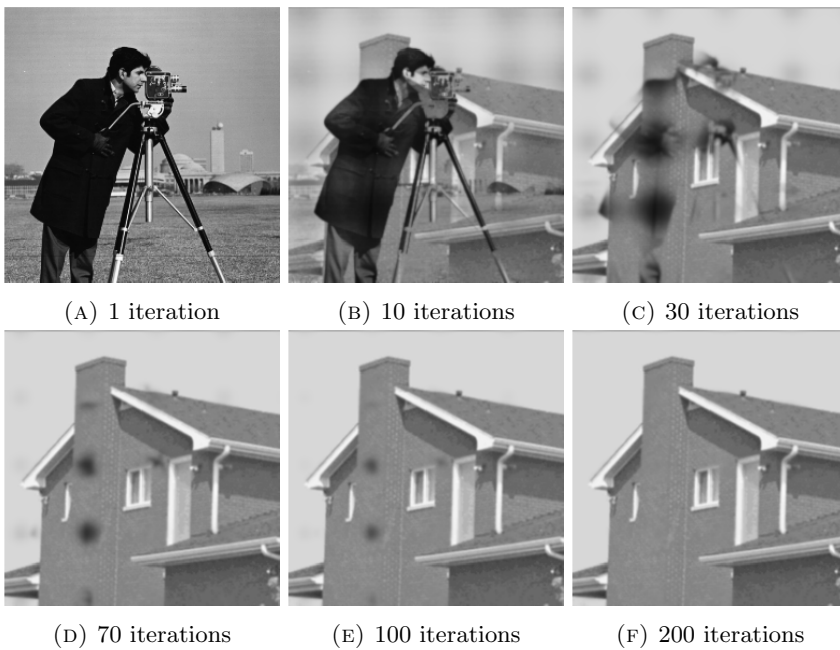 (A) 1 iteration
(B) 10 iterations
(C) 30 iterations
(D) 70 iterations
(E) 100 iterations
(F) 200 iterations